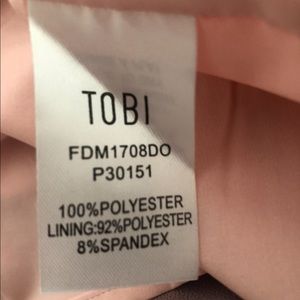 TOBI
FDM1708DO
P30151
100%POLYESTER
LINING:92%POLYESTER
8%SPANDEX